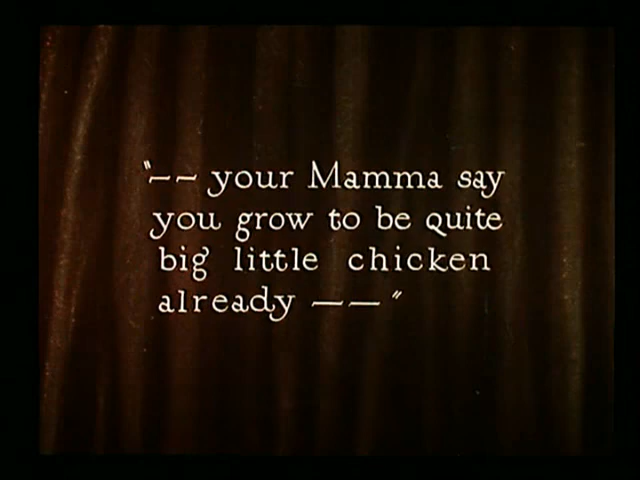 "—— your Mamma say
you grow to be quite
big little chicken
already ——"